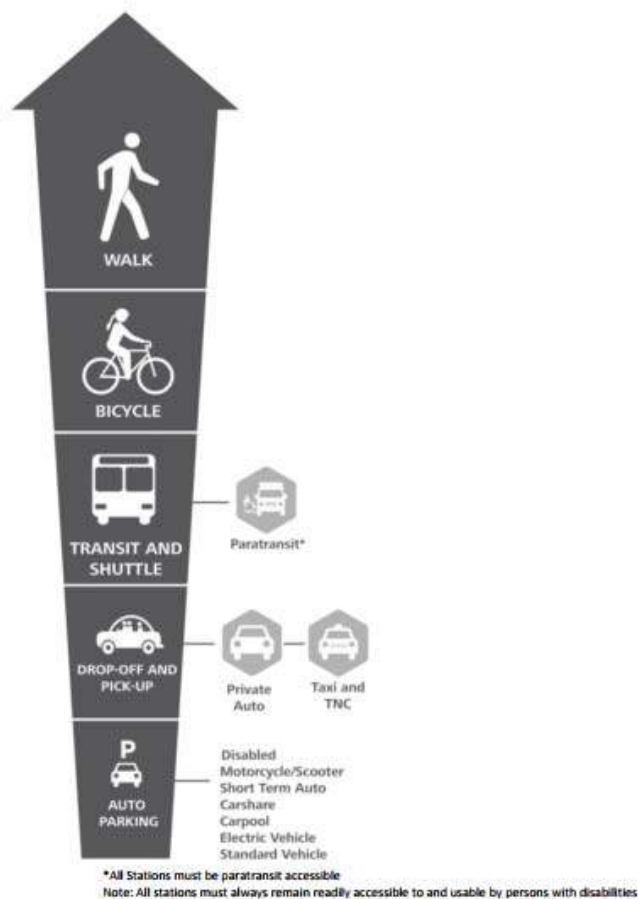 WALK
BICYCLE
TRANSIT AND
SHUTTLE
Paratransit*
DROP-OFF AND
PICK-UP
Private
Auto
Taxi and
TNC
P
AUTO
PARKING
Disabled
Motorcycle/Scooter
Short Term Auto
Carshare
Carpool
Electric Vehicle
Standard Vehicle
*All Stations must be paratransit accessible
Note: All stations must always remain readily accessible to and usable by persons with disabilities